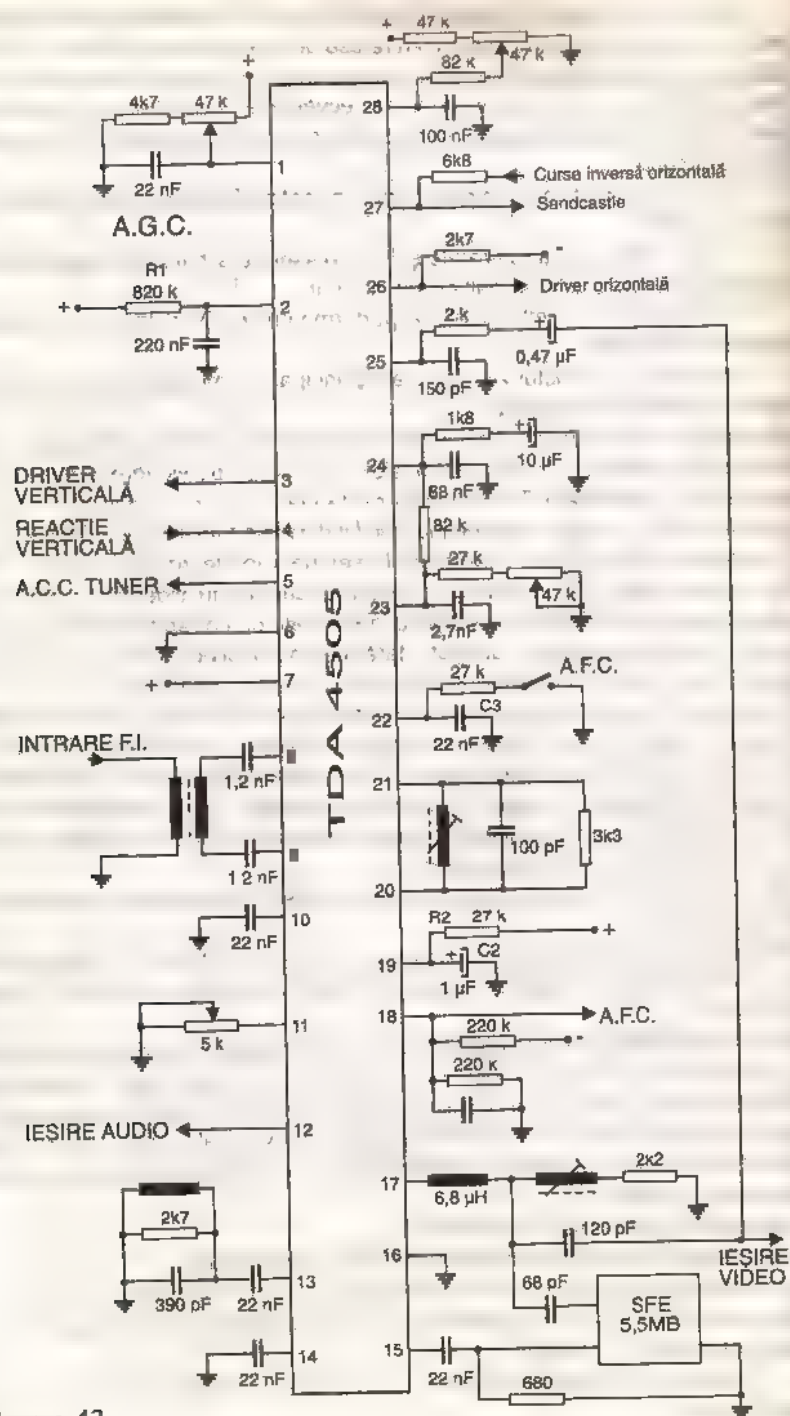 + 47 k
47 k
82 k
28
100 nF
+
4k7 47 k
1
22 nF
A.G.C.
6k8
Cursa inversă orizontală
27
Sandcastle
R1
820 k
+
2
220 nF
2k7
26
Driver orizontală
2 k
+
25
0,47 µF
150 pF
1k8
+
24
10 µF
68 nF
DRIVER
VERTICALĂ
3
REACTIE
VERTICALĂ
4
82 k
A.C.C. TUNER
5
27 k
47 k
23
2,7nF
6
+
7
TDA 4505
27 k
A.F.C.
22
C3
22 nF
INTRARE F.I.
1,2 nF
21
100 pF
3k3
1 2 nF
20
10
22 nF
R2 27 k
+
19
+
C2
1 µF
11
5 k
18
A.F.C.
220 k
220 k
IESIRE AUDIO
12
17
6,8 µH
2k2
120 pF
IESIRE
VIDEO
2k7
16
68 pF
SFE
5,5MB
13
390 pF 22 nF
15
22 nF
680
14
22 nF